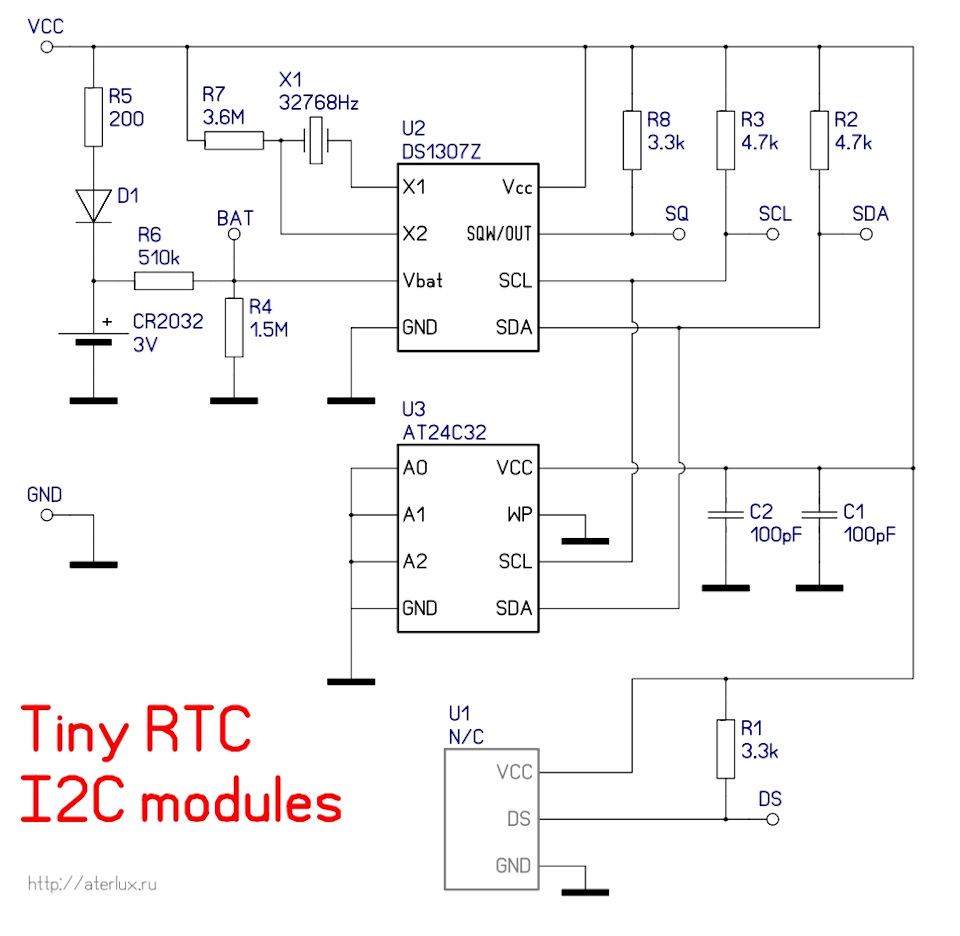 VCC
R5
200
R7
3.6M
X1
32768Hz
U2
DS1307Z
R8
3.3k
R3
4.7k
R2
4.7k
D1
BAT
R6
510k
R4
1.5M
+
CR2032
3V
X1
X2
Vbat
GND
Vcc
SQW/OUT
SCL
SDA
SQ
SCL
SDA
U3
AT24C32
A0
A1
A2
GND
VCC
WP
SCL
SDA
C2
100pF
C1
100pF
GND
Tiny RTC
I2C modules
U1
N/C
VCC
DS
GND
R1
3.3k
DS
http://aterlux.ru